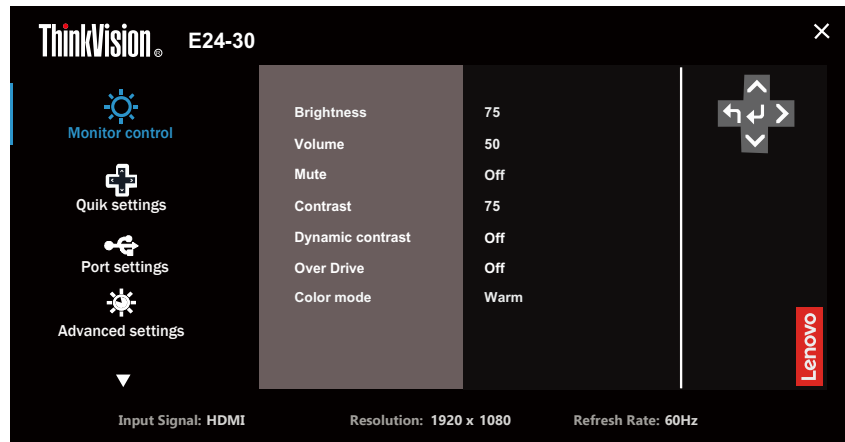 ThinkVision® E24-30
Monitor control
Quik settings
Port settings
Advanced settings
Brightness 75
Volume 50
Mute Off
Contrast 75
Dynamic contrast Off
Over Drive Off
Color mode Warm
Lenovo
Input Signal: HDMI Resolution: 1920 x 1080 Refresh Rate: 60Hz